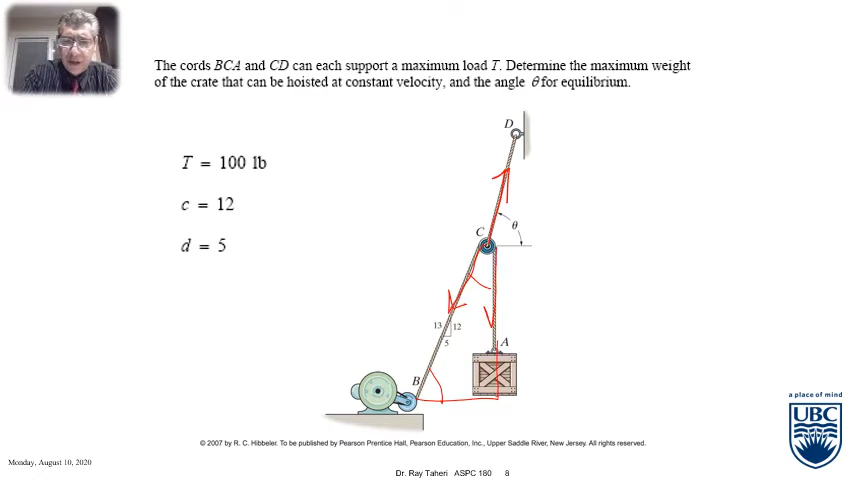 The cords BCA and CD can each support a maximum load T. Determine the maximum weight
of the crate that can be hoisted at constant velocity, and the angle θ for equilibrium.
T = 100 lb
c = 12
d = 5
D
θ
C
13
12
5
A
B
© 2007 by R. C. Hibbeler. To be published by Pearson Prentice Hall, Pearson Education, Inc., Upper Saddle River, New Jersey. All rights reserved.
a place of mind
UBC
Monday, August 10, 2020
Dr. Ray Taheri ASPC 180 8